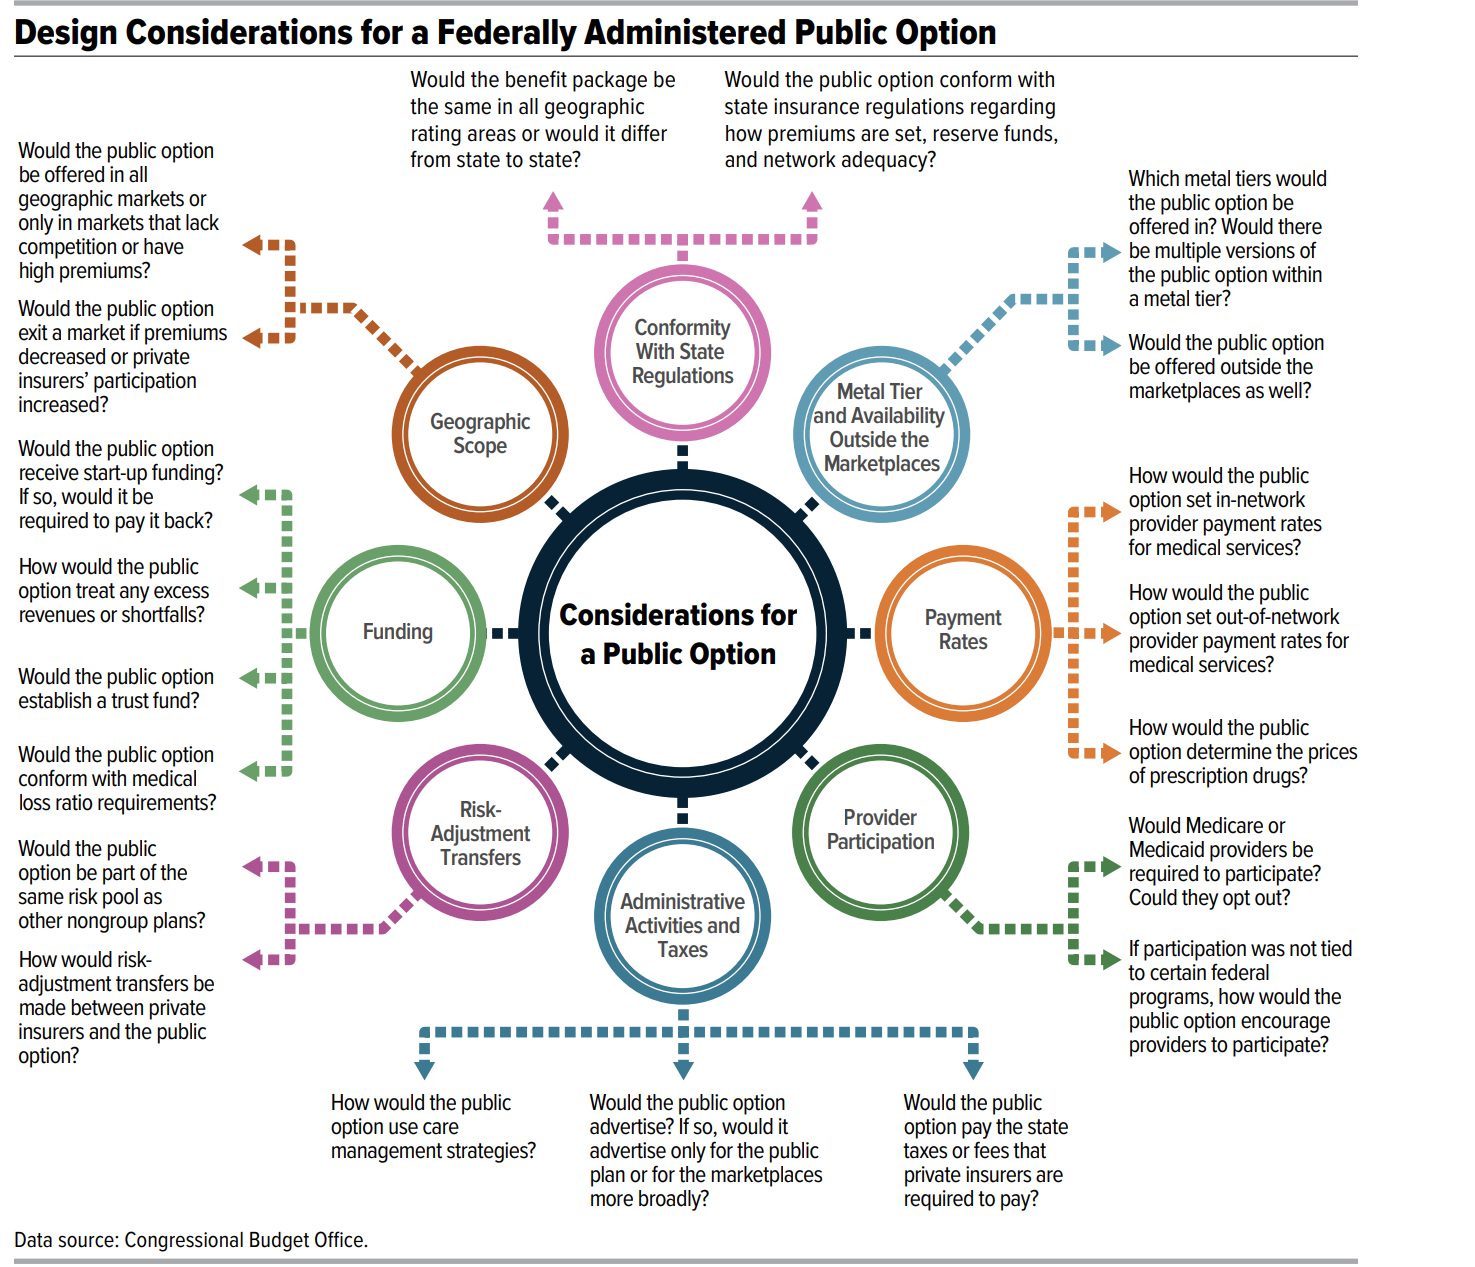 Design Considerations for a Federally Administered Public Option
Would the benefit package be
the same in all geographic
rating areas or would it differ
from state to state?
Would the public option conform with
state insurance regulations regarding
how premiums are set, reserve funds,
and network adequacy?
Would the public option
be offered in all
geographic markets or
only in markets that lack
competition or have
high premiums?
Would the public option
exit a market if premiums
decreased or private
insurers’ participation
increased?
Which metal tiers would
the public option be
offered in? Would there
be multiple versions of
the public option within
a metal tier?
Would the public option
be offered outside the
marketplaces as well?
Conformity
With State
Regulations
Geographic
Scope
Metal Tier
and Availability
Outside the
Marketplaces
Would the public option
receive start-up funding?
If so, would it be
required to pay it back?
How would the public
option treat any excess
revenues or shortfalls?
Would the public option
establish a trust fund?
Would the public option
conform with medical
loss ratio requirements?
Funding
Considerations for
a Public Option
Payment
Rates
How would the public
option set in-network
provider payment rates
for medical services?
How would the public
option set out-of-network
provider payment rates for
medical services?
How would the public
option determine the prices
of prescription drugs?
Risk-
Adjustment
Transfers
Provider
Participation
Administrative
Activities and
Taxes
Would the public
option be part of the
same risk pool as
other nongroup plans?
How would risk-
adjustment transfers be
made between private
insurers and the public
option?
Would Medicare or
Medicaid providers be
required to participate?
Could they opt out?
If participation was not tied
to certain federal
programs, how would the
public option encourage
providers to participate?
How would the public
option use care
management strategies?
Would the public option
advertise? If so, would it
advertise only for the public
plan or for the marketplaces
more broadly?
Would the public
option pay the state
taxes or fees that
private insurers are
required to pay?
Data source: Congressional Budget Office.